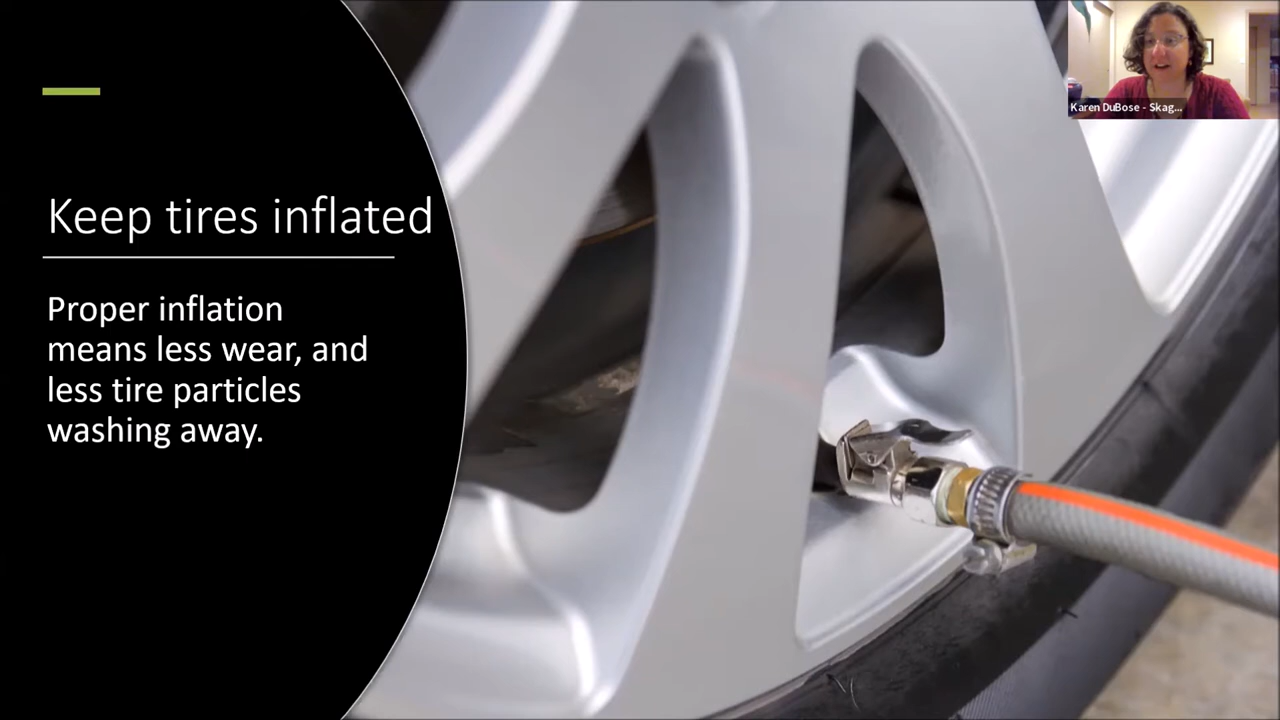 Keep tires inflated
Proper inflation
means less wear, and
less tire particles
washing away.
Karen DuBose - Skag...